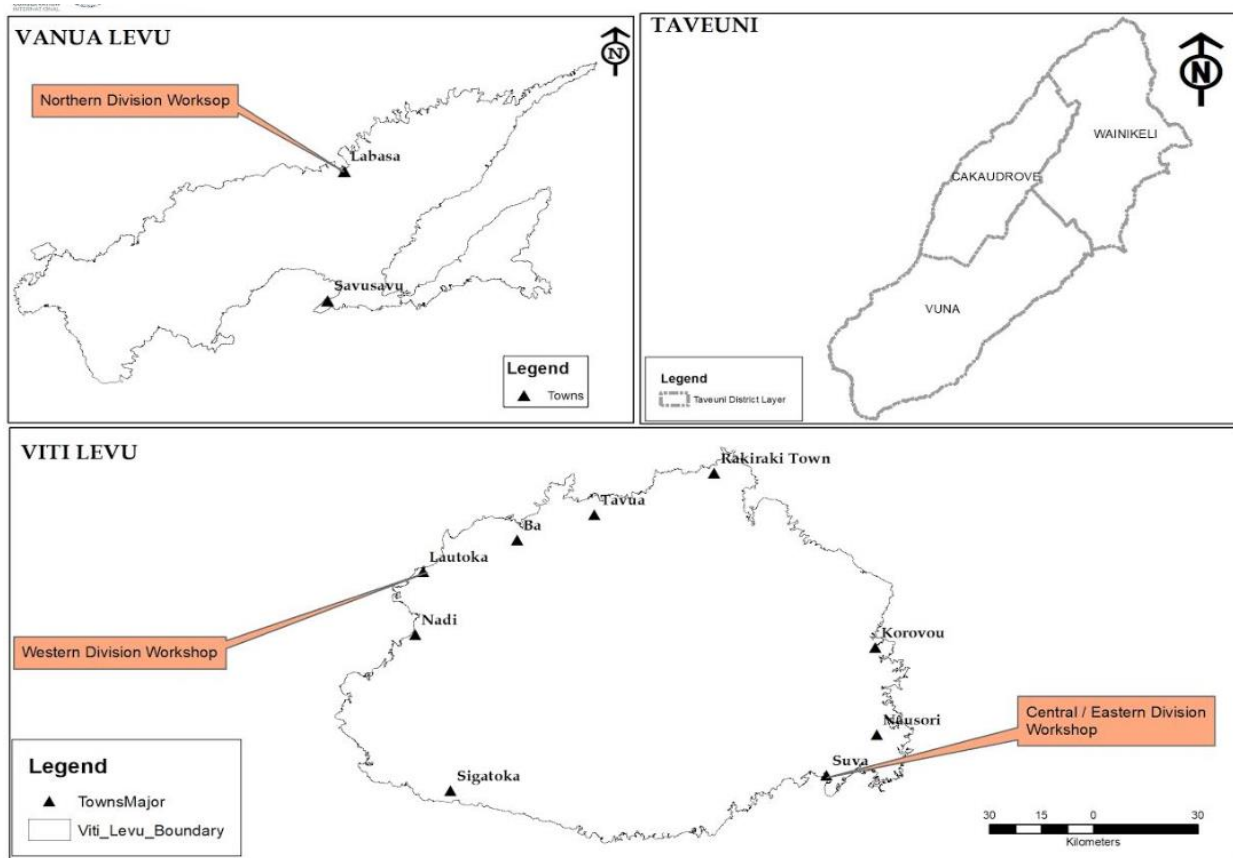 VANUA LEVU
N
Northern Division Worksop
Labasa
Savusavu
Legend
Towns
TAVEUNI
N
WAINIKELI
CAKAUDROVE
VUNA
Legend
Taveuni District Layer
VITI LEVU
Rakiraki Town
Tavua
Ba
Lautoka
Nadi
Western Division Workshop
Korovou
Nausori
Central / Eastern Division
Workshop
Suva
Sigatoka
Legend
TownsMajor
Viti_Levu_Boundary
30 15 0 30
Kilometers